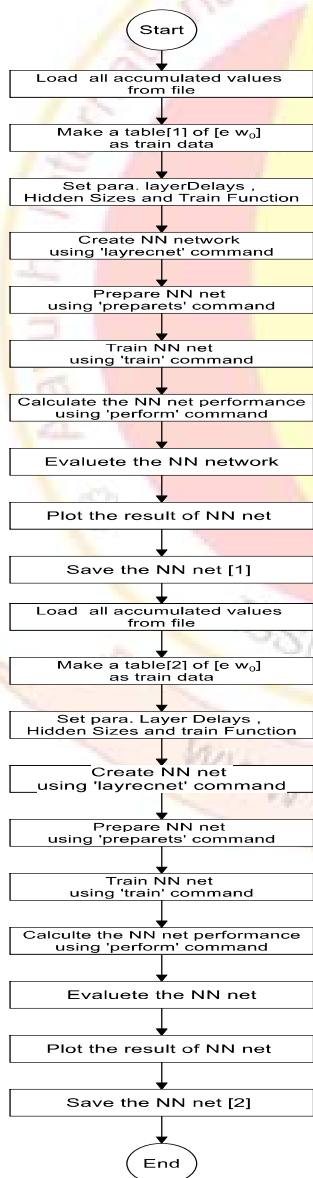 Start
Load all accumulated values
from file
Make a table[1] of [e w₀]
as train data
Set para. layerDelays ,
Hidden Sizes and Train Function
Create NN network
using 'layrecnet' command
Prepare NN net
using 'preparets' command
Train NN net
using 'train' command
Calculate the NN net performance
using 'perform' command
Evaluete the NN network
Plot the result of NN net
Save the NN net [1]
Load all accumulated values
from file
Make a table[2] of [e w₀]
as train data
Set para. Layer Delays ,
Hidden Sizes and train Function
Create NN net
using 'layrecnet' command
Prepare NN net
using 'preparets' command
Train NN net
using 'train' command
Calculte the NN net performance
using 'perform' command
Evaluete the NN net
Plot the result of NN net
Save the NN net [2]
End